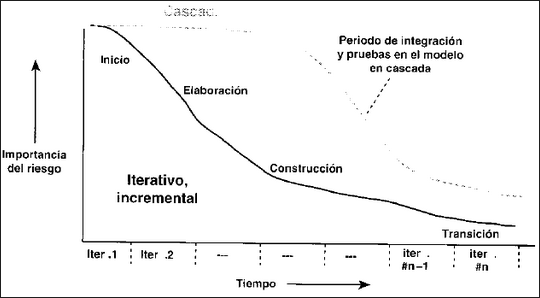 Cascad.
Periodo de integración
y pruebas en el modelo
en cascada
Inicio
Elaboración
Importancia
del riesgo
Construcción
Iterativo,
incremental
Transición
Iter .1
Iter .2
---
---
---
iter .
#n-1
iter .
#n
Tiempo